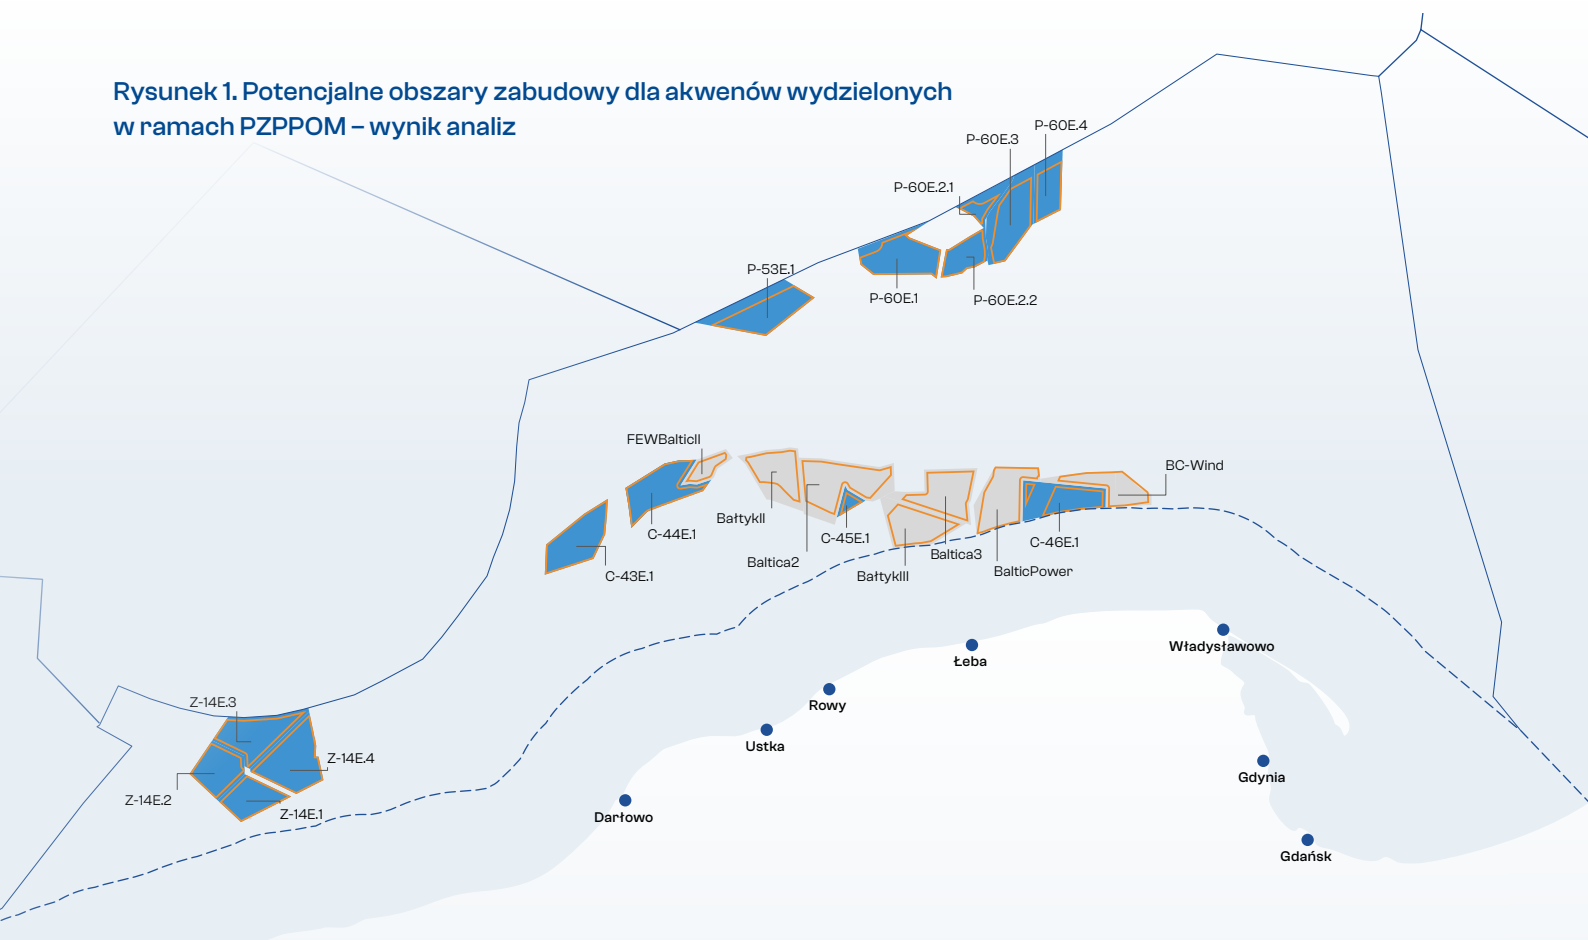 Rysunek 1. Potencjalne obszary zabudowy dla akwenów wydzielonych
w ramach PZPPOM – wynik analiz
P-60E.4
P-60E.3
P-60E.2.1
P-53E.1
P-60E.1
P-60E.2.2
FEWBalticII
BC-Wind
BałtykII
C-44E.1
C-45E.1
C-46E.1
Baltica3
Baltica2
BalticPower
BałtykIII
C-43E.1
Władysławowo
Łeba
Z-14E.3
Rowy
Ustka
Z-14E.4
Gdynia
Z-14E.2
Z-14E.1
Darłowo
Gdańsk